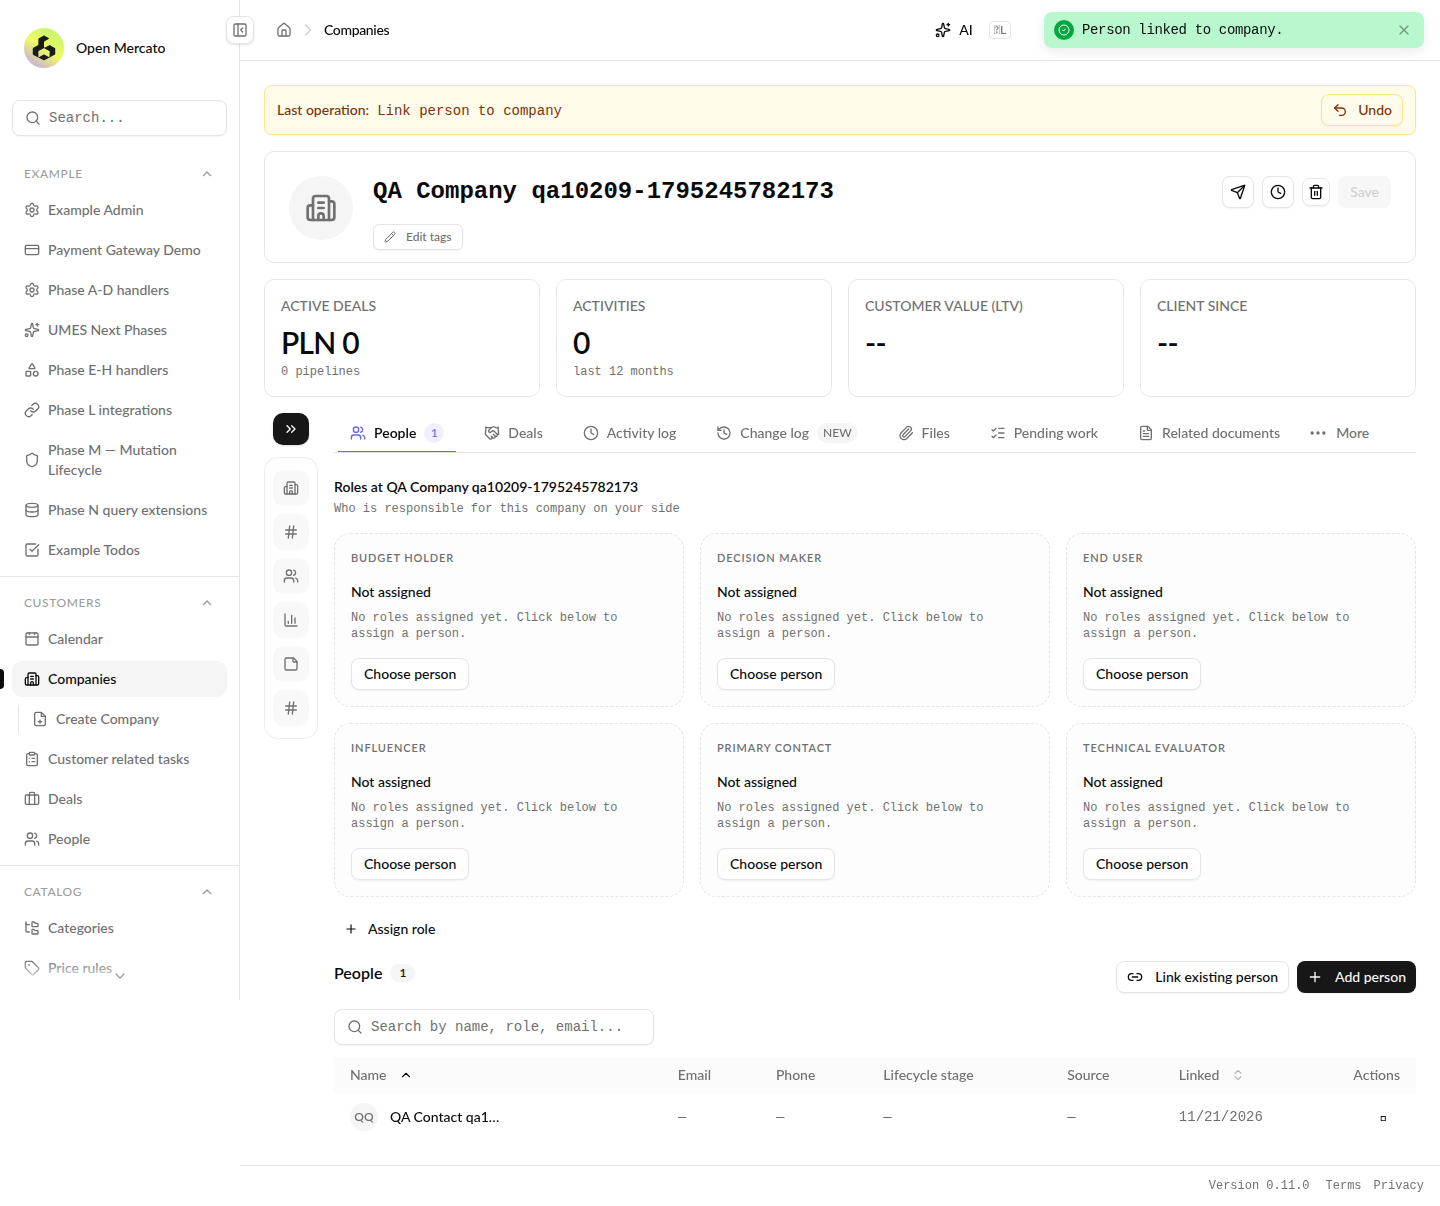 Open Mercato
Search...
EXAMPLE
Example Admin
Payment Gateway Demo
Phase A-D handlers
UMES Next Phases
Phase E-H handlers
Phase L integrations
Phase M — Mutation
Lifecycle
Phase N query extensions
Example Todos
CUSTOMERS
Calendar
Companies
Create Company
Customer related tasks
Deals
People
CATALOG
Categories
Price rules
Companies
AI
L
Person linked to company.
Last operation: Link person to company
Undo
QA Company qa10209-1795245782173
Edit tags
Save
ACTIVE DEALS
PLN 0
0 pipelines
ACTIVITIES
0
last 12 months
CUSTOMER VALUE (LTV)
--
CLIENT SINCE
--
People 1
Deals
Activity log
Change log NEW
Files
Pending work
Related documents
More
Roles at QA Company qa10209-1795245782173
Who is responsible for this company on your side
BUDGET HOLDER
Not assigned
No roles assigned yet. Click below to
assign a person.
Choose person
DECISION MAKER
Not assigned
No roles assigned yet. Click below to
assign a person.
Choose person
END USER
Not assigned
No roles assigned yet. Click below to
assign a person.
Choose person
INFLUENCER
Not assigned
No roles assigned yet. Click below to
assign a person.
Choose person
PRIMARY CONTACT
Not assigned
No roles assigned yet. Click below to
assign a person.
Choose person
TECHNICAL EVALUATOR
Not assigned
No roles assigned yet. Click below to
assign a person.
Choose person
Assign role
People 1
Link existing person
Add person
Search by name, role, email...
Name Email Phone Lifecycle stage Source Linked Actions
QQ QA Contact qa1... — — — — 11/21/2026
Version 0.11.0 Terms Privacy